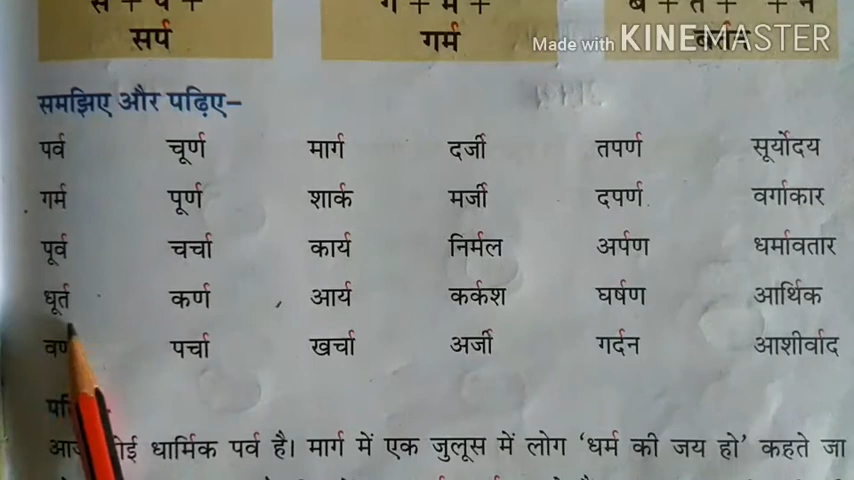 स + प +
ग + म +
ब + त + + न
सर्प
गर्म
बर्तन
Made with KINEMASTER
समझिए और पढ़िए–
पर्व चूर्ण मार्ग दर्जी तपर्ण सूर्योदय
गर्म पूर्ण शार्क मर्जी दपर्ण वर्गाकार
पूर्व चर्चा कार्य निर्मल अर्पण धर्मावतार
धूर्त कर्ण आर्य कर्कश घर्षण आर्थिक
पर्चा खर्चा अर्जी गर्दन आशीर्वाद
धार्मिक पर्व है। मार्ग में एक जुलूस में लोग ‘धर्म की जय हो’ कहते जा